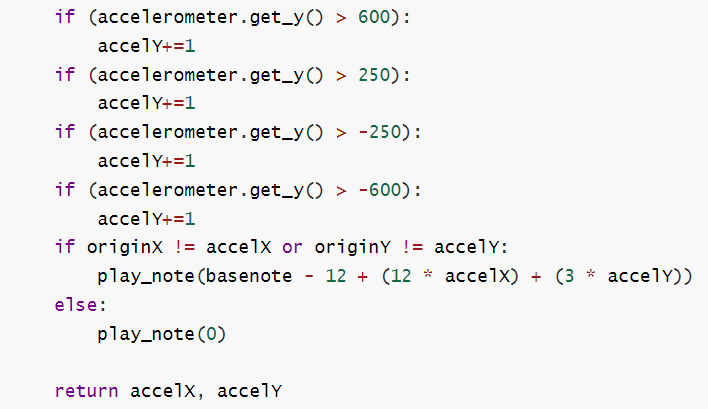 if (accelerometer.get_y() > 600):
accelY+=1
if (accelerometer.get_y() > 250):
accelY+=1
if (accelerometer.get_y() > -250):
accelY+=1
if (accelerometer.get_y() > -600):
accelY+=1
if originX != accelX or originY != accelY:
play_note(basenote - 12 + (12 * accelX) + (3 * accelY))
else:
play_note(0)
return accelX, accelY